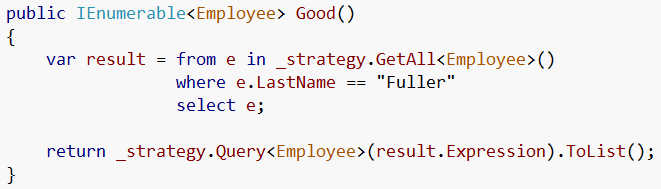 public IEnumerable<Employee> Good()
{
    var result = from e in _strategy.GetAll<Employee>()
                 where e.LastName == "Fuller"
                 select e;

    return _strategy.Query<Employee>(result.Expression).ToList();
}